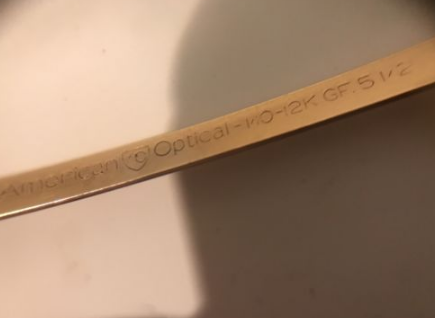 American Optical - 1/10-12K GF. 5 1/2